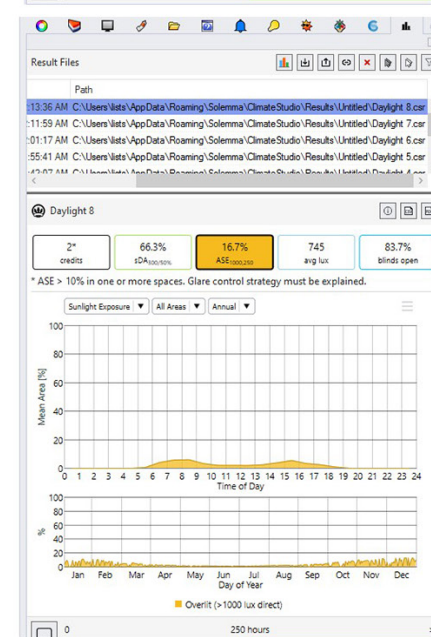 Result Files
Path
:13:36 AM C:\Users\lists\AppData\Roaming\Solemma\ClimateStudio\Results\Untitled\Daylight 8.csr
:11:59 AM C:\Users\lists\AppData\Roaming\Solemma\ClimateStudio\Results\Untitled\Daylight 7.csr
:01:17 AM C:\Users\lists\AppData\Roaming\Solemma\ClimateStudio\Results\Untitled\Daylight 6.csr
:55:41 AM C:\Users\lists\AppData\Roaming\Solemma\ClimateStudio\Results\Untitled\Daylight 5.csr
Daylight 8
2* 66.3% 16.7% 745 83.7%
credits sDA300/50% ASE1000,250 avg lux blinds open
* ASE > 10% in one or more spaces. Glare control strategy must be explained.
Sunlight Exposure All Areas Annual
Mean Area [%]
100
80
60
40
20
0
0 1 2 3 4 5 6 7 8 9 10 11 12 13 14 15 16 17 18 19 20 21 22 23 24
Time of Day
%
100
80
60
40
20
0
Jan Feb Mar Apr May Jun Jul Aug Sep Oct Nov Dec
Day of Year
Overlit (>1000 lux direct)
0 250 hours